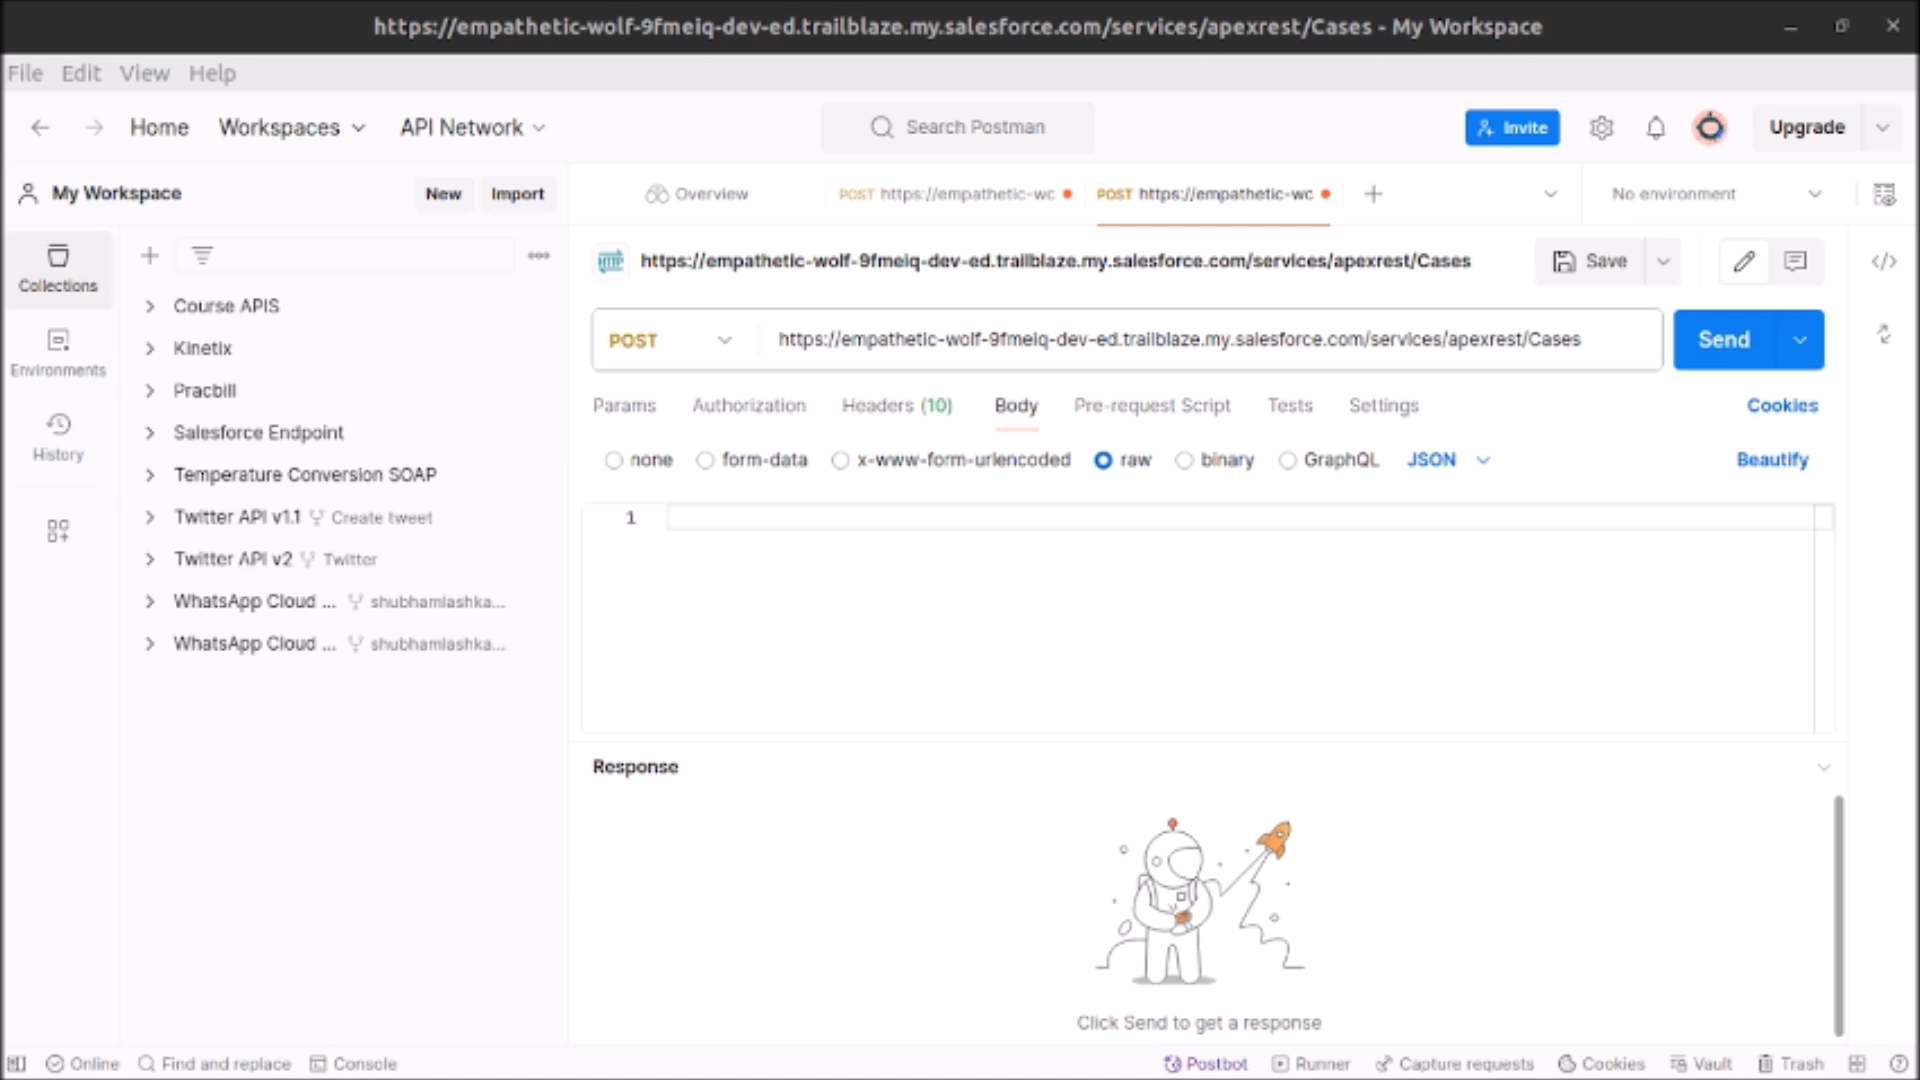 https://empathetic-wolf-9fmeiq-dev-ed.trailblaze.my.salesforce.com/services/apexrest/Cases - My Workspace
File Edit View Help
Home Workspaces API Network Search Postman Invite Upgrade
My Workspace New Import Overview POST https://empathetic-wc POST https://empathetic-wc No environment
Collections
Environments
History
Course APIS
Kinetix
Pracbill
Salesforce Endpoint
Temperature Conversion SOAP
Twitter API v1.1 Create tweet
Twitter API v2 Twitter
WhatsApp Cloud ... shubhamlashka...
WhatsApp Cloud ... shubhamlashka...
HTTP https://empathetic-wolf-9fmeiq-dev-ed.trailblaze.my.salesforce.com/services/apexrest/Cases Save
POST https://empathetic-wolf-9fmeiq-dev-ed.trailblaze.my.salesforce.com/services/apexrest/Cases Send
Params Authorization Headers (10) Body Pre-request Script Tests Settings Cookies
none form-data x-www-form-urlencoded raw binary GraphQL JSON Beautify
1
Response
Click Send to get a response
Online Find and replace Console Postbot Runner Capture requests Cookies Vault Trash